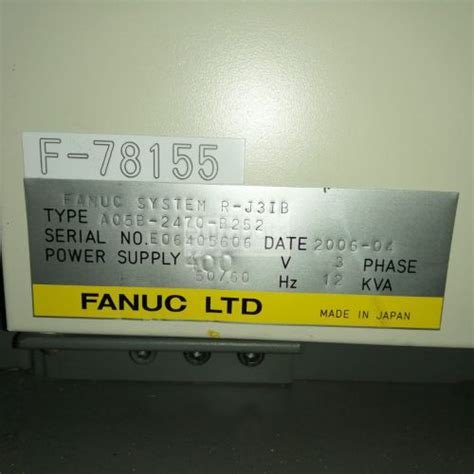 F-78155
FANUC SYSTEM R-J3IB
TYPE A05B-2470-B252
SERIAL NO. E06405606 DATE 2006-04
POWER SUPPLY 400 V 3 PHASE
50/60 Hz 12 KVA
FANUC LTD MADE IN JAPAN